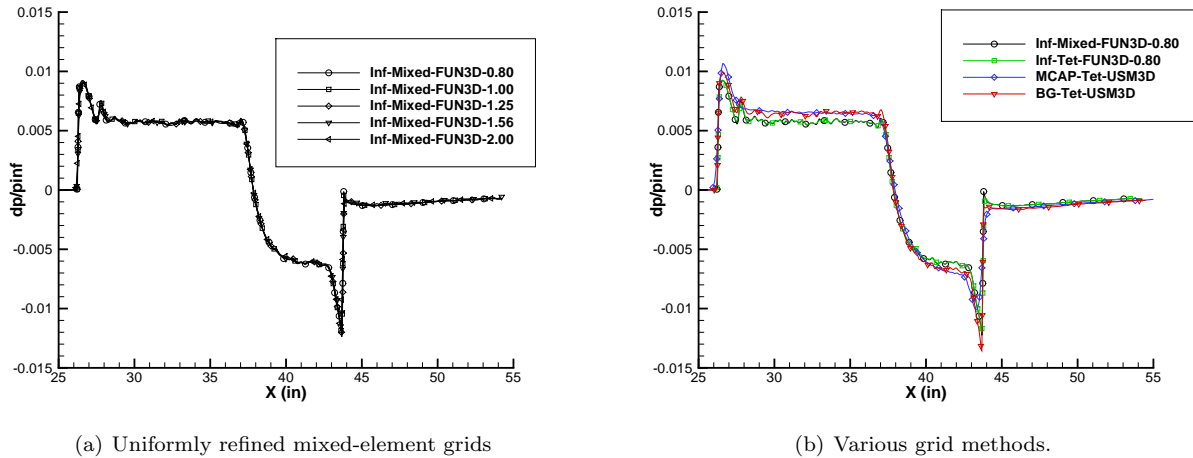 dp/pinf
0.015
0.01
0.005
0
-0.005
-0.01
-0.015
25
30
35
40
45
50
55
X (in)
Inf-Mixed-FUN3D-0.80
Inf-Mixed-FUN3D-1.00
Inf-Mixed-FUN3D-1.25
Inf-Mixed-FUN3D-1.56
Inf-Mixed-FUN3D-2.00
(a) Uniformly refined mixed-element grids
dp/pinf
0.015
0.01
0.005
0
-0.005
-0.01
-0.015
25
30
35
40
45
50
55
X (in)
Inf-Mixed-FUN3D-0.80
Inf-Tet-FUN3D-0.80
MCAP-Tet-USM3D
BG-Tet-USM3D
(b) Various grid methods.